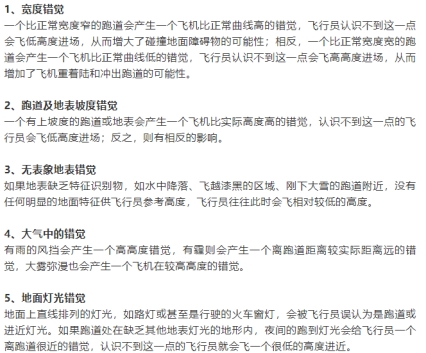 1、宽度错觉
一个比正常宽度窄的跑道会产生一个飞机比正常曲线高的错觉，飞行员认识不到这一点
会飞低高度进场，从而增大了碰撞地面障碍物的可能性；相反，一个比正常宽度宽的跑
道会产生一个飞机比正常曲线低的错觉，飞行员认识不到这一点会飞高高度进场，从而
增加了飞机重着陆和冲出跑道的可能性。
2、跑道及地表坡度错觉
一个有上坡度的跑道或地表会产生一个飞机比实际高度高的错觉，认识不到这一点的飞
行员会飞低高度进场；反之，则有相反的影响。
3、无表象地表错觉
如果地表缺乏特征识别物，如水中降落、飞越漆黑的区域、刚下大雪的跑道附近，没有
任何明显的地面特征供飞行员参考高度，飞行员往往此时会飞相对较低的高度。
4、大气中的错觉
有雨的风挡会产生一个高高度错觉，有霾则会产生一个离跑道距离较实际距离远的错
觉，大雾弥漫也会产生一个飞机在较高高度的错觉。
5、地面灯光错觉
地面上直线排列的灯光，如路灯或甚至是行驶的火车窗灯，会被飞行员误认为是跑道或
进近灯光。如果跑道处在缺乏其他地表灯光的地形内，夜间的跑到灯光会给飞行员一个
离跑道很近的错觉，认识不到这一点的飞行员就会飞一个很低的高度进近。